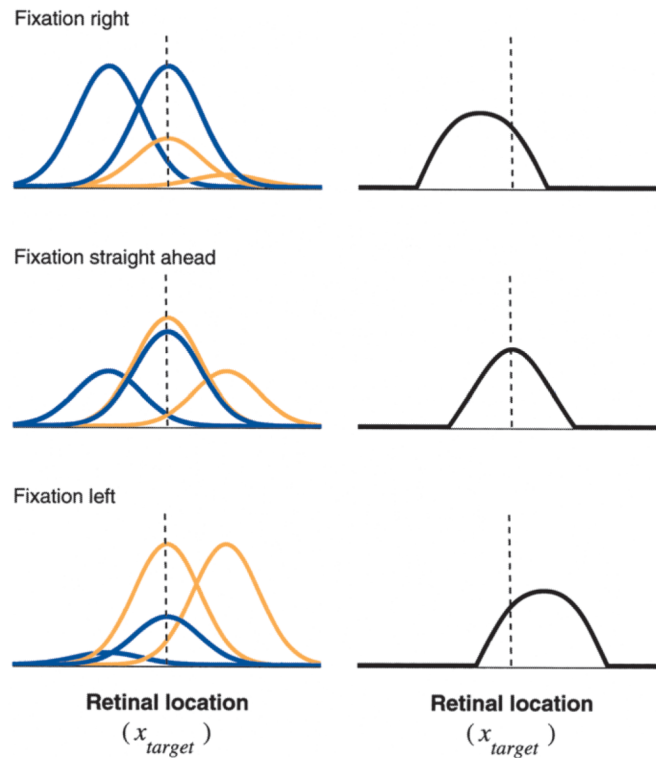 Fixation right
Fixation straight ahead
Fixation left
Retinal location
Retinal location
( x_target )
( x_target )